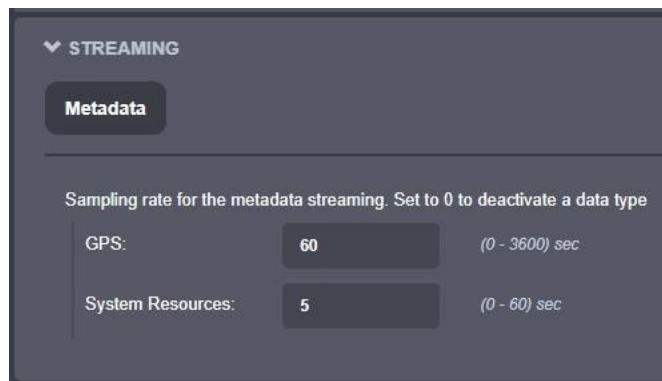 STREAMING
Metadata
Sampling rate for the metadata streaming. Set to 0 to deactivate a data type
GPS: 60 (0 - 3600) sec
System Resources: 5 (0 - 60) sec